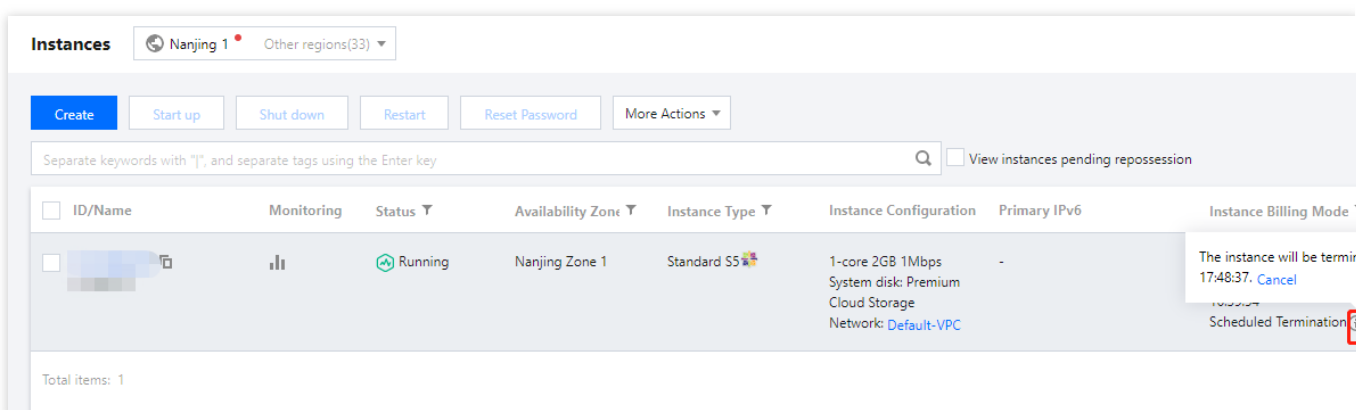 Instances Nanjing 1 Other regions(33)
Create Start up Shut down Restart Reset Password More Actions
Separate keywords with "|", and separate tags using the Enter key View instances pending repossession
ID/Name Monitoring Status Availability Zone Instance Type Instance Configuration Primary IPv6 Instance Billing Mode
Running Nanjing Zone 1 Standard S5 1-core 2GB 1Mbps - The instance will be termin
System disk: Premium 17:48:37. Cancel
Cloud Storage
Network: Default-VPC Scheduled Termination
Total items: 1